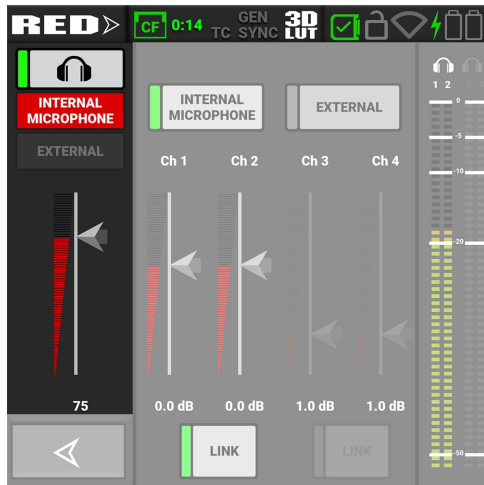 RED CF 0:14 GEN 3D
TC SYNC LUT
1 2
INTERNAL
MICROPHONE
EXTERNAL
INTERNAL
MICROPHONE
EXTERNAL
Ch 1 Ch 2 Ch 3 Ch 4
0
-5
-10
-20
-50
75 0.0 dB 0.0 dB 1.0 dB 1.0 dB
LINK LINK